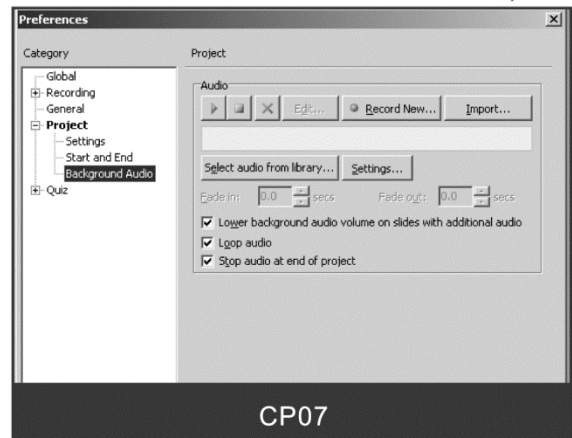 Preferences
Category
Project
Global
Recording
General
Project
Settings
Start and End
Background Audio
Quiz
Audio
Edit... Record New... Import...
Select audio from library... Settings...
Fade in: 0.0 secs Fade out: 0.0 secs
Lower background audio volume on slides with additional audio
Loop audio
Stop audio at end of project
CP07